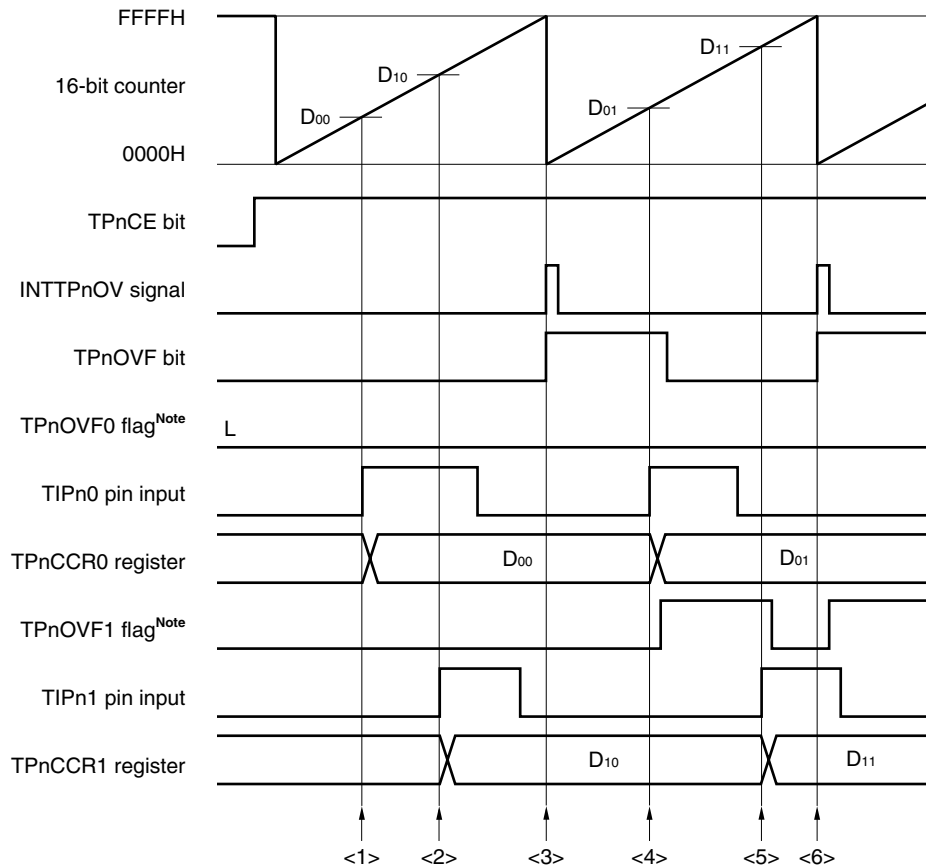 FFFFH
D11
D10
16-bit counter
D01
D00
0000H
TPnCE bit
INTTPnOV signal
TPnOVF bit
TPnOVF0 flagNote
L
TIPn0 pin input
TPnCCR0 register
D00
D01
TPnOVF1 flagNote
TIPn1 pin input
TPnCCR1 register
D10
D11
<1> <2> <3> <4> <5> <6>